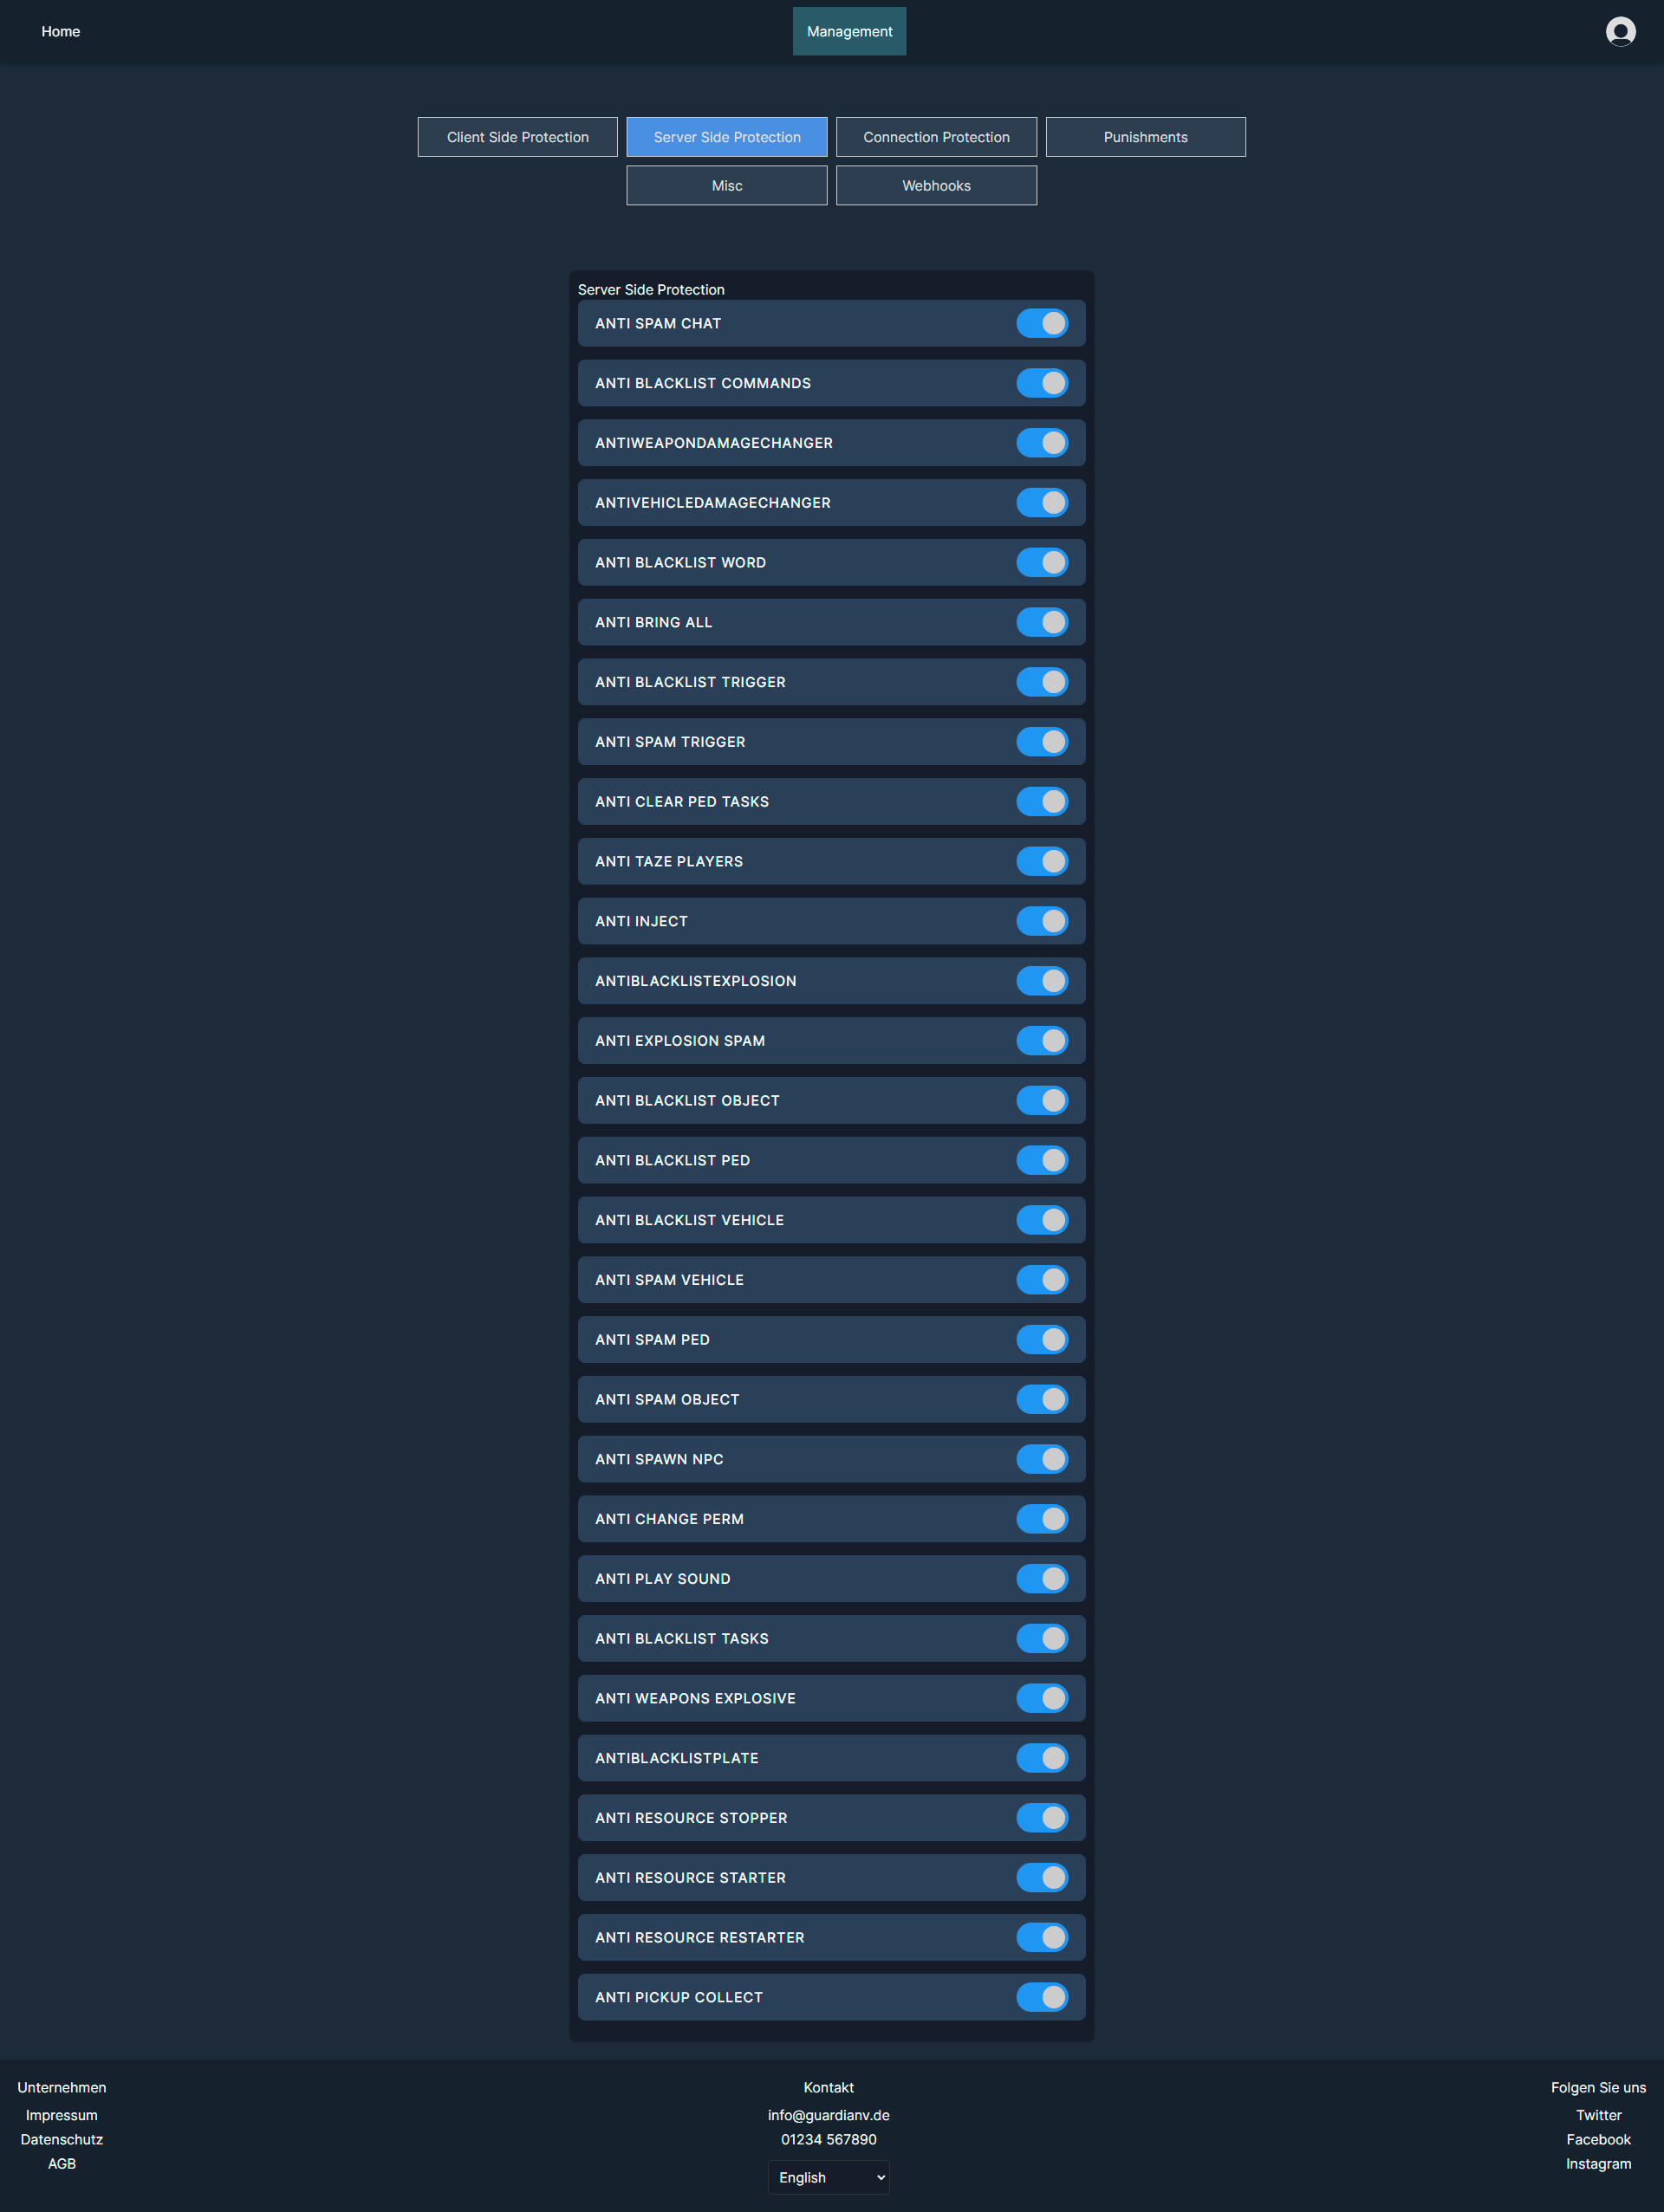 Home
Management
Client Side Protection
Server Side Protection
Connection Protection
Punishments
Misc
Webhooks
Server Side Protection
ANTI SPAM CHAT
ANTI BLACKLIST COMMANDS
ANTIWEAPONDAMAGECHANGER
ANTIVEHICLEDAMAGECHANGER
ANTI BLACKLIST WORD
ANTI BRING ALL
ANTI BLACKLIST TRIGGER
ANTI SPAM TRIGGER
ANTI CLEAR PED TASKS
ANTI TAZE PLAYERS
ANTI INJECT
ANTIBLACKLISTEXPLOSION
ANTI EXPLOSION SPAM
ANTI BLACKLIST OBJECT
ANTI BLACKLIST PED
ANTI BLACKLIST VEHICLE
ANTI SPAM VEHICLE
ANTI SPAM PED
ANTI SPAM OBJECT
ANTI SPAWN NPC
ANTI CHANGE PERM
ANTI PLAY SOUND
ANTI BLACKLIST TASKS
ANTI WEAPONS EXPLOSIVE
ANTIBLACKLISTPLATE
ANTI RESOURCE STOPPER
ANTI RESOURCE STARTER
ANTI RESOURCE RESTARTER
ANTI PICKUP COLLECT
Unternehmen
Impressum
Datenschutz
AGB
Kontakt
info@guardianv.de
01234 567890
English
Folgen Sie uns
Twitter
Facebook
Instagram